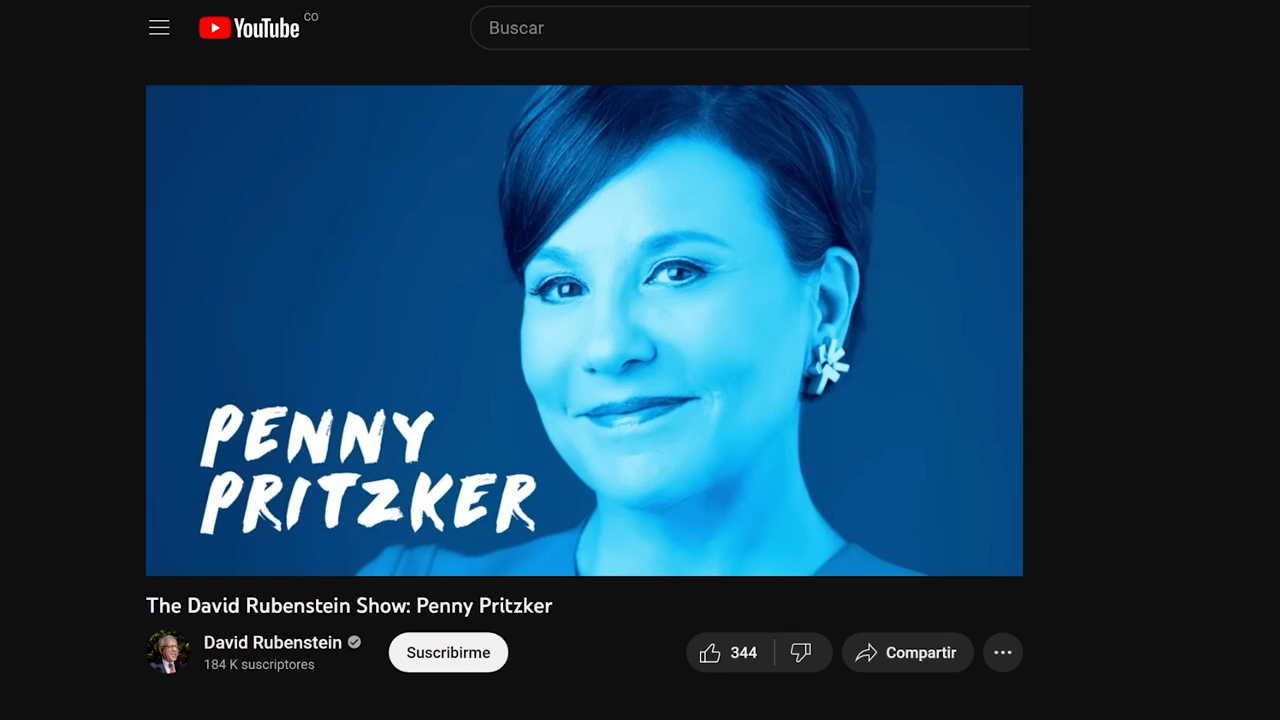 YouTube CO
Buscar
PENNY
PRITZKER
The David Rubenstein Show: Penny Pritzker
David Rubenstein
184 K suscriptores
Suscribirme
344
Compartir